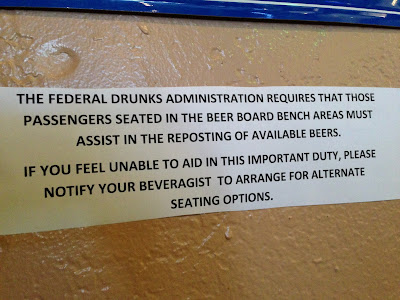 THE FEDERAL DRUNKS ADMINISTRATION REQUIRES THAT THOSE
PASSENGERS SEATED IN THE BEER BOARD BENCH AREAS MUST
ASSIST IN THE REPOSTING OF AVAILABLE BEERS.
IF YOU FEEL UNABLE TO AID IN THIS IMPORTANT DUTY, PLEASE
NOTIFY YOUR BEVERAGIST TO ARRANGE FOR ALTERNATE
SEATING OPTIONS.